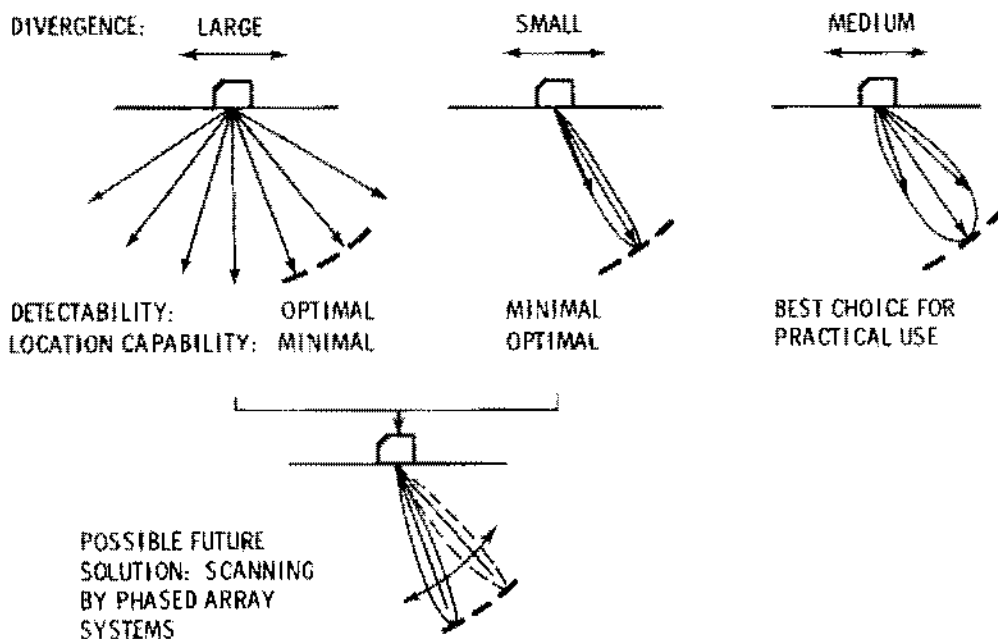 DIVERGENCE: LARGE SMALL MEDIUM
DETECTABILITY: OPTIMAL MINIMAL BEST CHOICE FOR
LOCATION CAPABILITY: MINIMAL OPTIMAL PRACTICAL USE
POSSIBLE FUTURE
SOLUTION: SCANNING
BY PHASED ARRAY
SYSTEMS